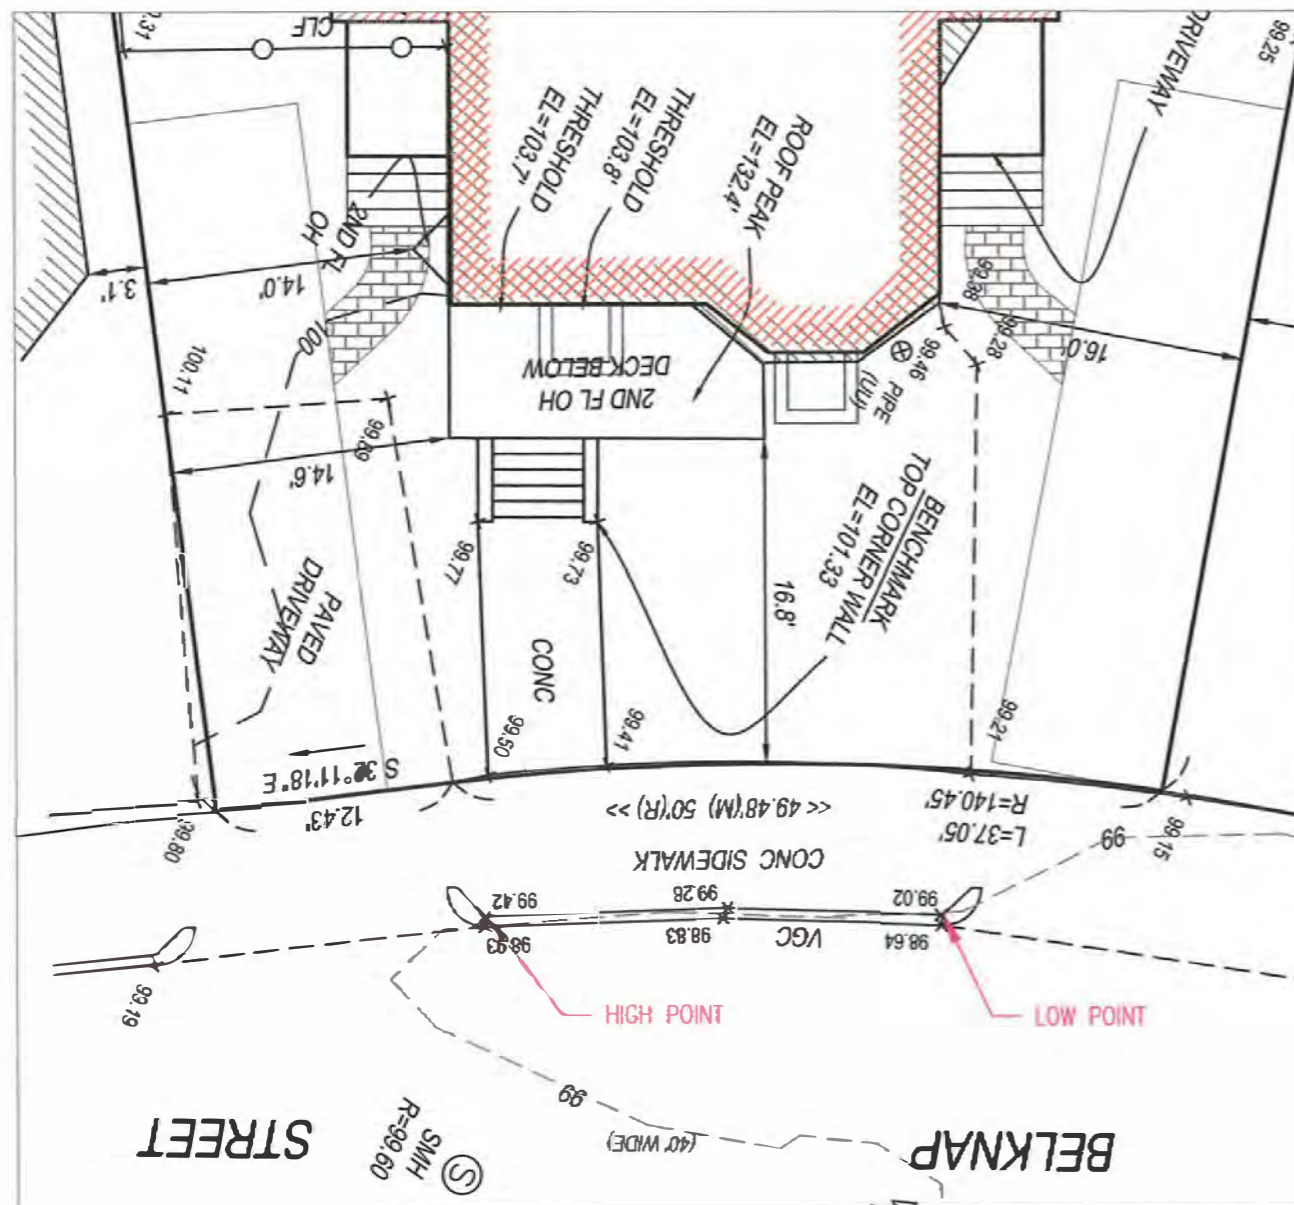 99.25
DRIVEWAY
CLF
THRESHOLD
EL=103.7'
THRESHOLD
EL=103.8'
ROOF PEAK
EL=132.4'
2ND FL
OH
14.0'
3.1'
100
100.11
99.89
14.6'
2ND FL OH
DECK BELOW
99.38
99.28
99.46
PIPE
(UU)
16.0'
BENCHMARK
TOP CORNER WALL
EL=101.33
16.8'
99.77
99.73
CONC
99.50
99.41
PAVED
DRIVEWAY
S 32°11'18" E
12.43'
99.80
99.21
<< 49.48'(M) 50'(R) >>
L=37.05'
R=140.45'
99
99.15
CONC SIDEWALK
99.42
99.28
99.02
98.93
98.83
VGC
98.64
99.19
HIGH POINT
LOW POINT
99
(40' WIDE)
SMH
R=99.60
S
BELKNAP
STREET